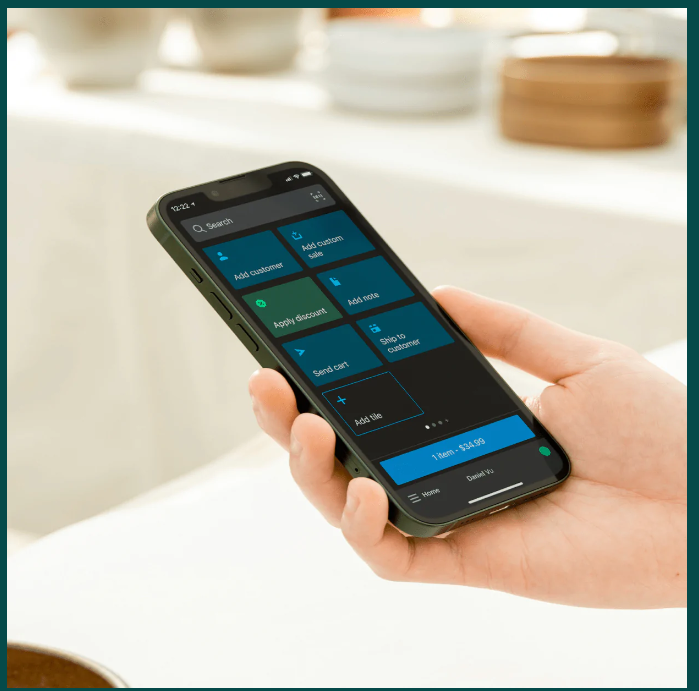 12:22
Search
Add customer
Add custom
sale
Apply discount
Add note
Send cart
Ship to
customer
Add tile
1 item - $34.99
Home
Daniel Vu